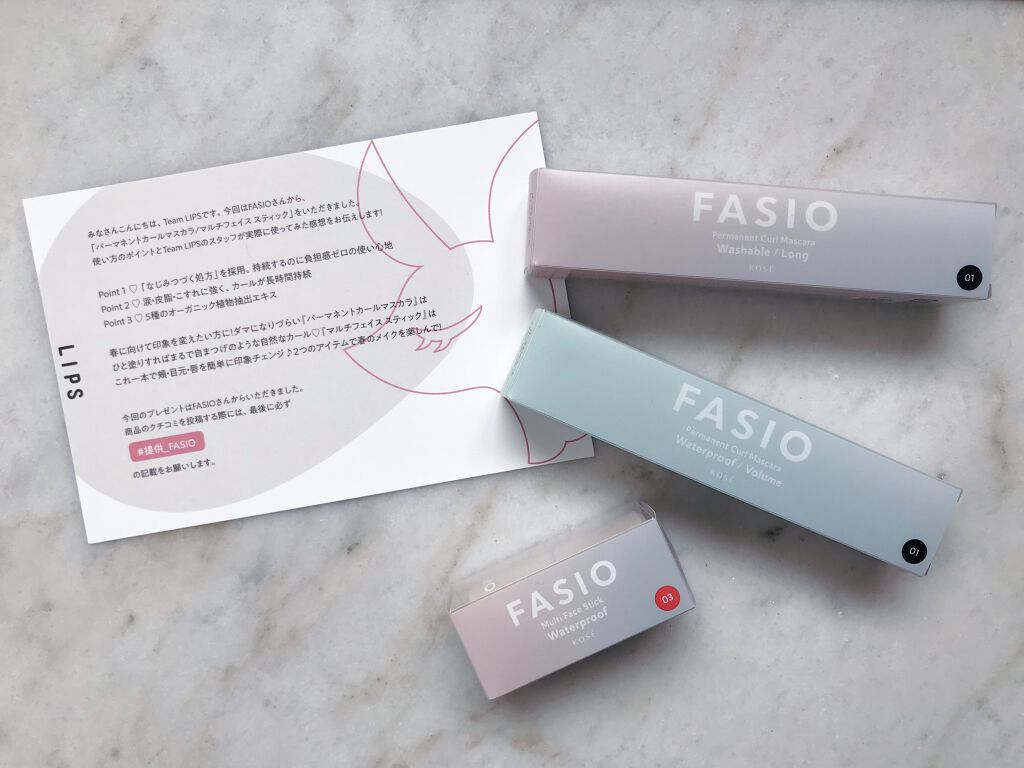 みなさんこんにちは、Team LIPSです。今回はFASIOさんから、
「パーマネントカールマスカラ/マルチフェイス スティック」をいただきました。
使い方のポイントとTeam LIPSのスタッフが実際に使ってみた感想をお伝えします!
Point 1 ♡ 「なじみつづく処方」を採用。持続するのに負担感ゼロの使い心地
Point 2 ♡ 涙・皮脂・こすれに強く、カールが長時間持続
Point 3 ♡ 5種のオーガニック植物抽出エキス
春に向けて印象を変えたい方に!ダマになりづらい『パーマネントカールマスカラ』は
ひと塗りすればまるで自まつげのような自然なカール♡『マルチフェイス スティック』は
これ一本で頬・目元・唇を簡単に印象チェンジ♪2つのアイテムで春のメイクを楽しんで!
今回のプレゼントはFASIOさんからいただきました。
商品のクチコミを投稿する際には、最後に必ず
#提供_FASIO
の記載をお願いします。
LIPS
FASIO
Permanent Curl Mascara
Washable / Long
KOSÉ
01
FASIO
Permanent Curl Mascara
Waterproof / Volume
KOSÉ
01
FASIO
Multi Face Stick
Waterproof
KOSÉ
03